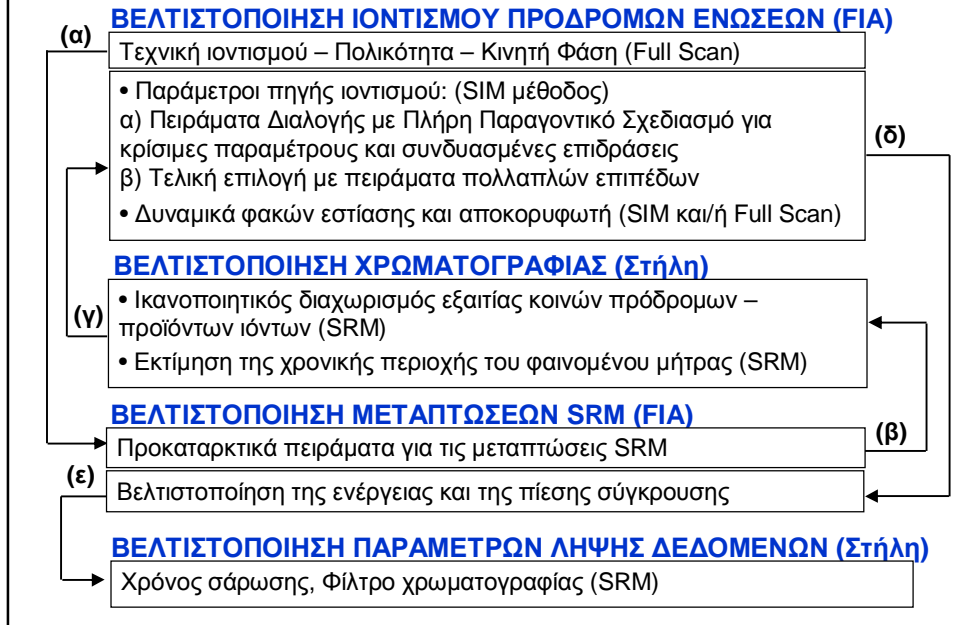 ΒΕΛΤΙΣΤΟΠΟΙΗΣΗ ΙΟΝΤΙΣΜΟΥ ΠΡΟΔΡΟΜΩΝ ΕΝΩΣΕΩΝ (FIA)
(α)
Τεχνική ιοντισμού – Πολικότητα – Κινητή Φάση (Full Scan)
• Παράμετροι πηγής ιοντισμού: (SIM μέθοδος)
α) Πειράματα Διαλογής με Πλήρη Παραγοντικό Σχεδιασμό για
κρίσιμες παραμέτρους και συνδυασμένες επιδράσεις
β) Τελική επιλογή με πειράματα πολλαπλών επιπέδων
• Δυναμικά φακών εστίασης και αποκορυφωτή (SIM και/ή Full Scan)
(δ)
ΒΕΛΤΙΣΤΟΠΟΙΗΣΗ ΧΡΩΜΑΤΟΓΡΑΦΙΑΣ (Στήλη)
(γ)
• Ικανοποιητικός διαχωρισμός εξαιτίας κοινών πρόδρομων –
προϊόντων ιόντων (SRM)
• Εκτίμηση της χρονικής περιοχής του φαινομένου μήτρας (SRM)
ΒΕΛΤΙΣΤΟΠΟΙΗΣΗ ΜΕΤΑΠΤΩΣΕΩΝ SRM (FIA)
Προκαταρκτικά πειράματα για τις μεταπτώσεις SRM
(β)
(ε)
Βελτιστοποίηση της ενέργειας και της πίεσης σύγκρουσης
ΒΕΛΤΙΣΤΟΠΟΙΗΣΗ ΠΑΡΑΜΕΤΡΩΝ ΛΗΨΗΣ ΔΕΔΟΜΕΝΩΝ (Στήλη)
Χρόνος σάρωσης, Φίλτρο χρωματογραφίας (SRM)